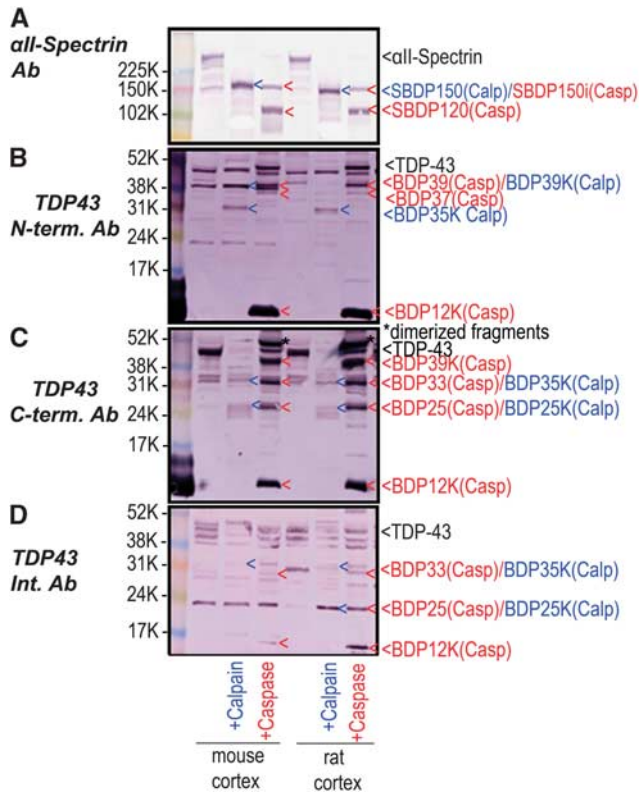 A
αII-Spectrin
Ab
225K
150K
102K
<αII-Spectrin
<SBDP150(Calp)/SBDP150i(Casp)
<SBDP120(Casp)
B
TDP43
N-term. Ab
52K
38K
31K
24K
17K
<TDP-43
<BDP39(Casp)/BDP39K(Calp)
<BDP37(Casp)
<BDP35K Calp)
<BDP12K(Casp)
C
TDP43
C-term. Ab
52K
38K
31K
24K
17K
*dimerized fragments
<TDP-43
<BDP39K(Casp)
<BDP33(Casp)/BDP35K(Calp)
<BDP25(Casp)/BDP25K(Calp)
<BDP12K(Casp)
D
TDP43
Int. Ab
52K
38K
31K
24K
17K
<TDP-43
<BDP33(Casp)/BDP35K(Calp)
<BDP25(Casp)/BDP25K(Calp)
<BDP12K(Casp)
+Calpain
+Caspase
+Calpain
+Caspase
mouse
cortex
rat
cortex